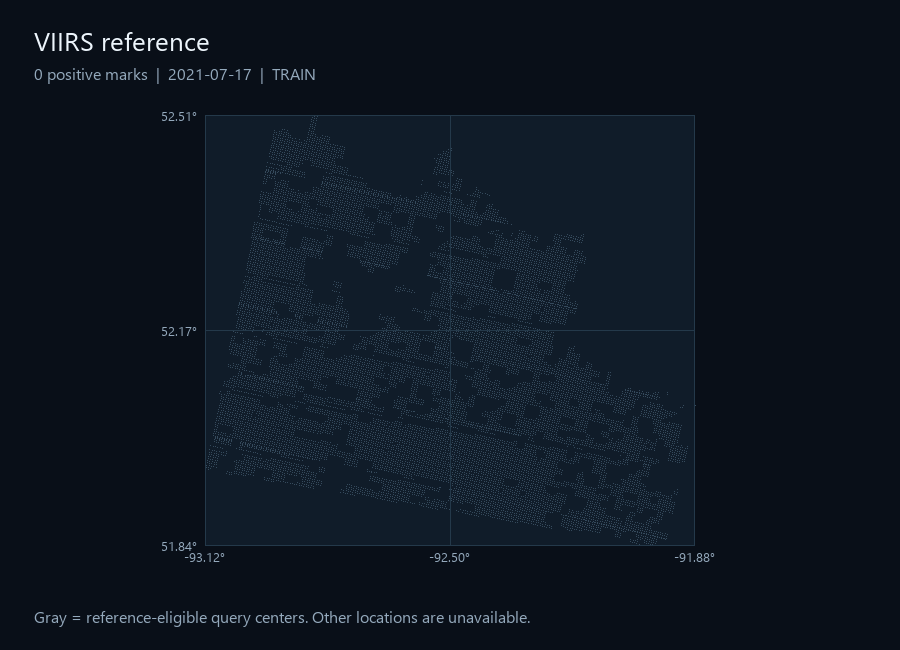 VIIRS reference
0 positive marks | 2021-07-17 | TRAIN
52.51°
52.17°
51.84°
-93.12°
-92.50°
-91.88°
Gray = reference-eligible query centers. Other locations are unavailable.